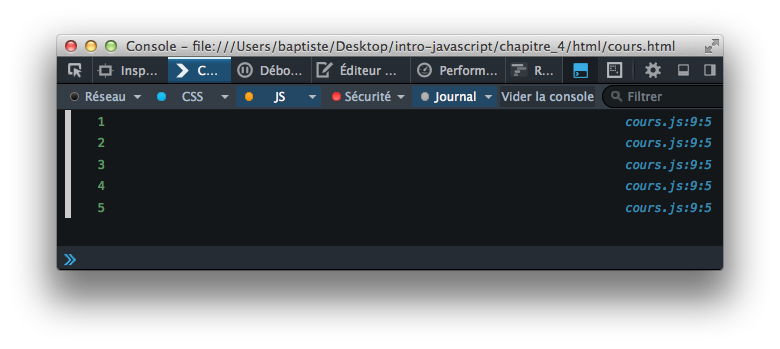 Console - file:///Users/baptiste/Desktop/intro-javascript/chapitre_4/html/cours.html
Insp... C... Débo... Éditeur ... Perform... R...
Réseau CSS JS Sécurité Journal Vider la console Filtrer
1 cours.js:9:5
2 cours.js:9:5
3 cours.js:9:5
4 cours.js:9:5
5 cours.js:9:5